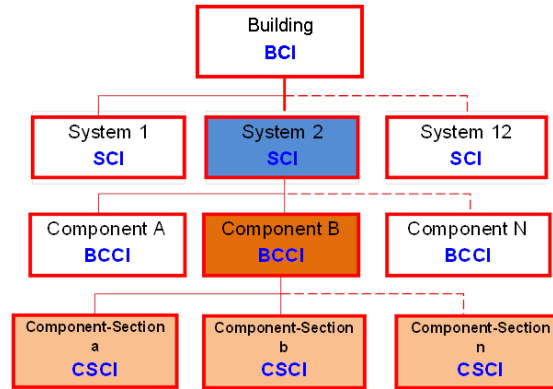 Building
BCI
System 1
SCI
System 2
SCI
System 12
SCI
Component A
BCCI
Component B
BCCI
Component N
BCCI
Component-Section
a
CSCI
Component-Section
b
CSCI
Component-Section
n
CSCI